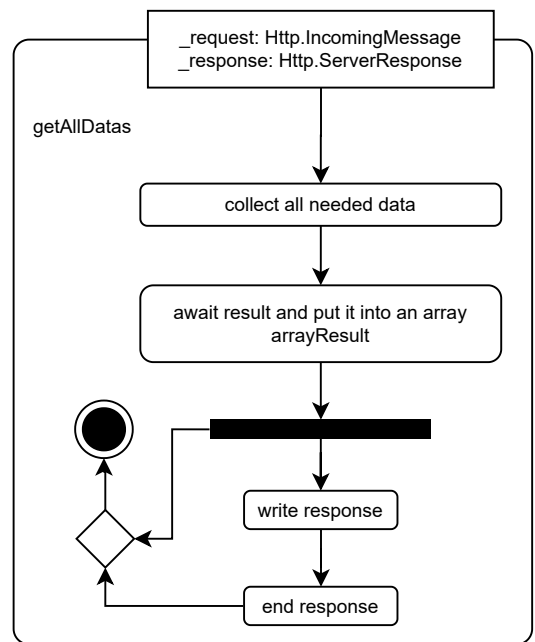 _request: Http.IncomingMessage
_response: Http.ServerResponse
getAllDatas
collect all needed data
await result and put it into an array
arrayResult
write response
end response